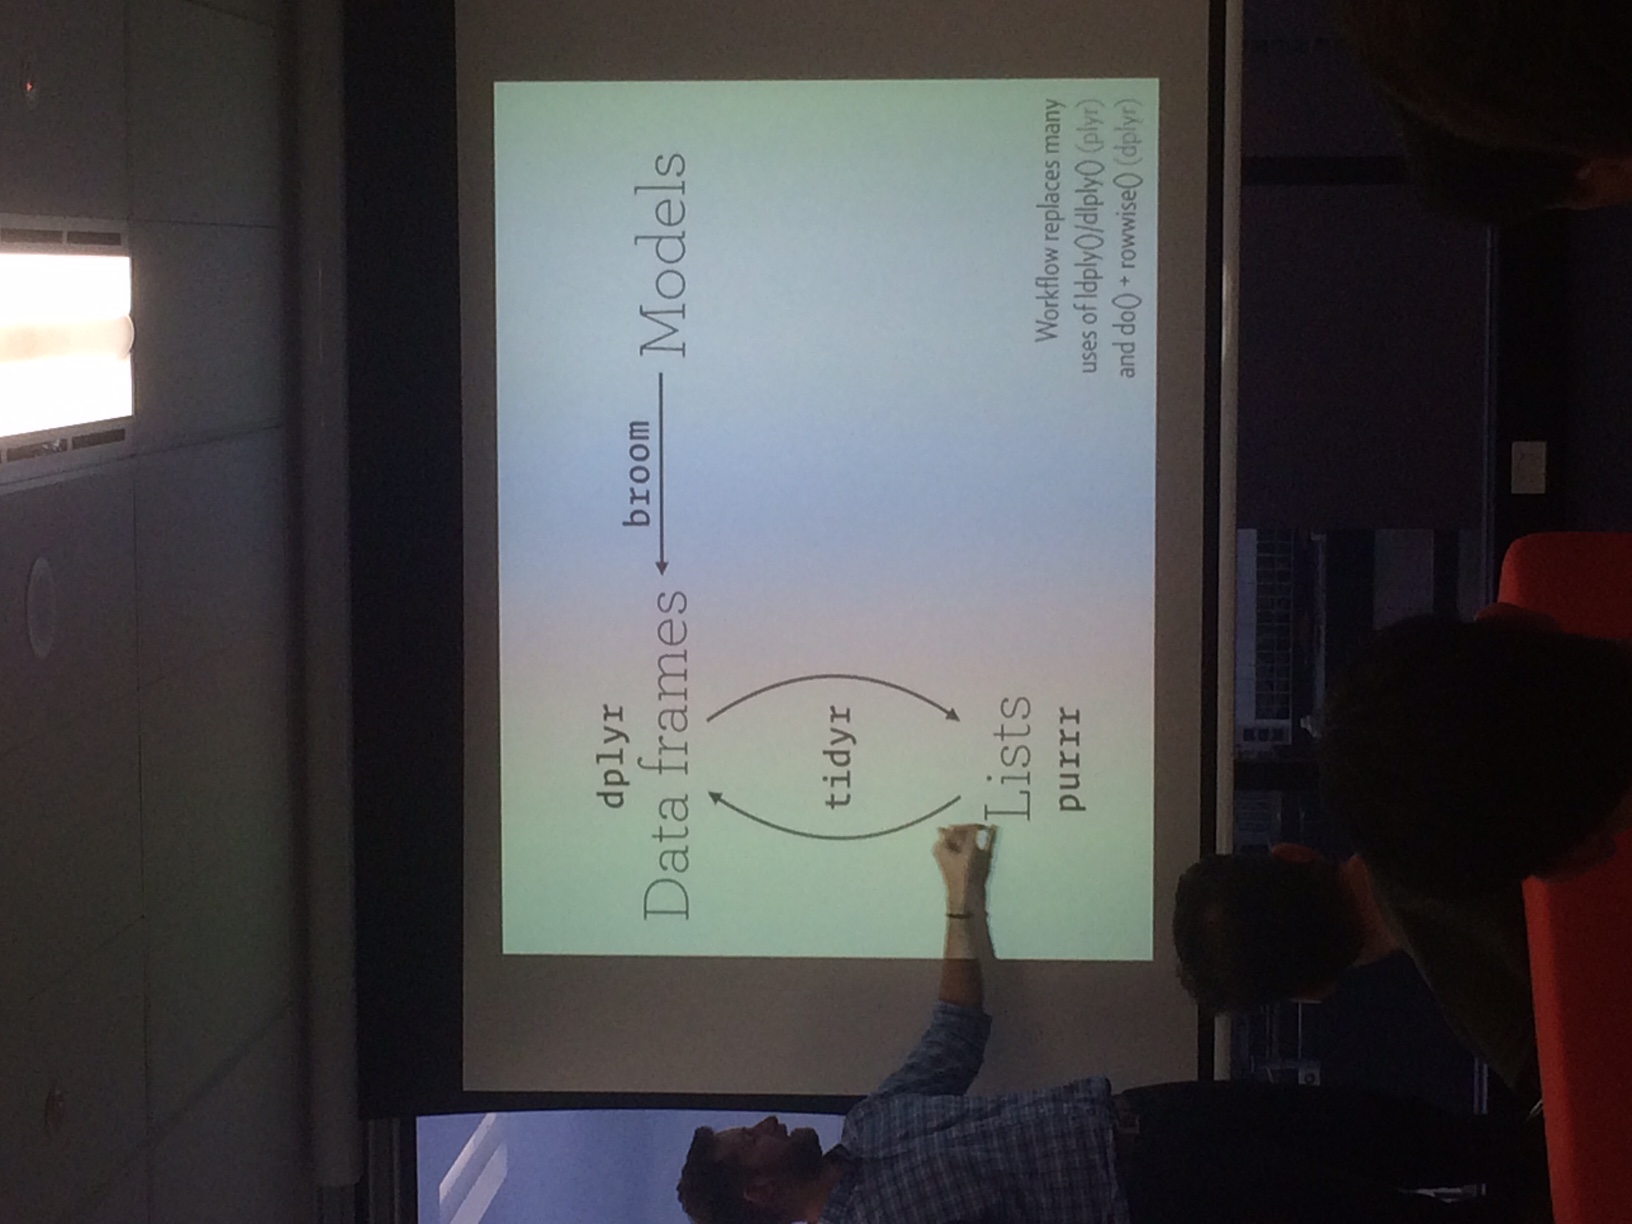 dplyr
Data frames
broom
Models
tidyr
Lists
purrr
Workflow replaces many
uses of ldply()/dlply() (plyr)
and do() + rowwise() (dplyr)